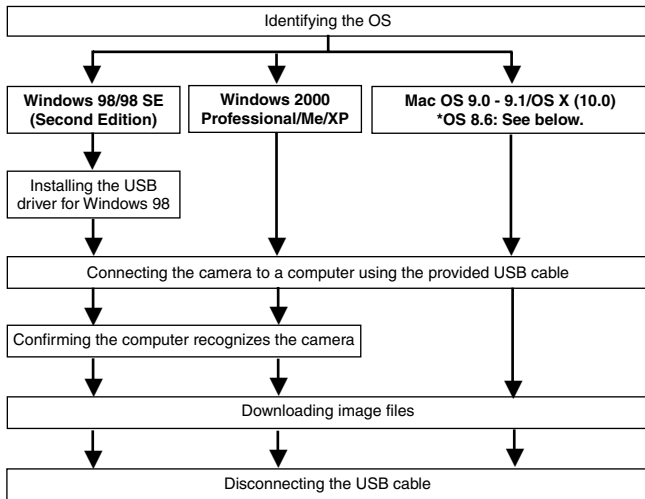 Identifying the OS
Windows 98/98 SE
(Second Edition)
Windows 2000
Professional/Me/XP
Mac OS 9.0 - 9.1/OS X (10.0)
*OS 8.6: See below.
Installing the USB
driver for Windows 98
Connecting the camera to a computer using the provided USB cable
Confirming the computer recognizes the camera
Downloading image files
Disconnecting the USB cable